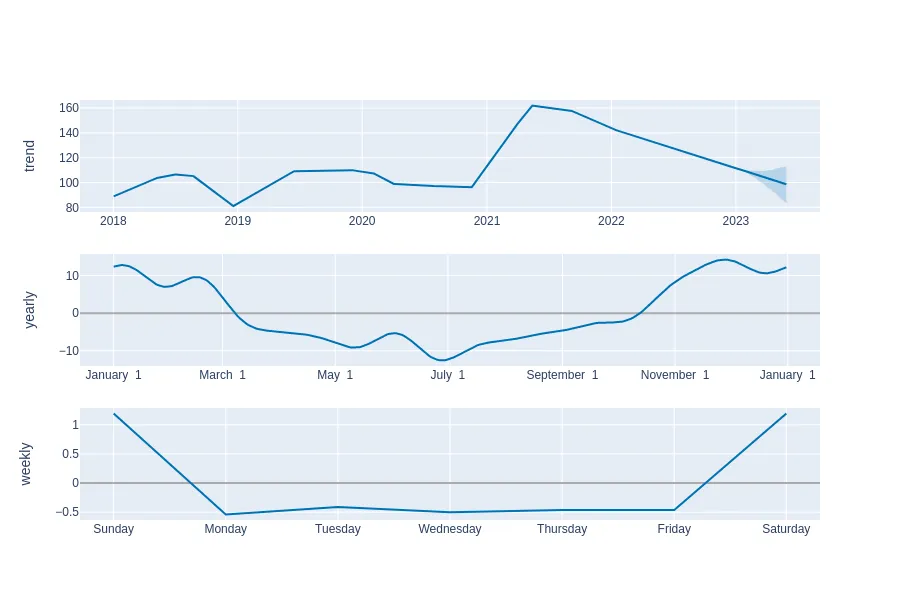 trend
160
140
120
100
80
2018 2019 2020 2021 2022 2023
yearly
10
0
−10
January 1 March 1 May 1 July 1 September 1 November 1 January 1
weekly
1
0.5
0
−0.5
Sunday Monday Tuesday Wednesday Thursday Friday Saturday